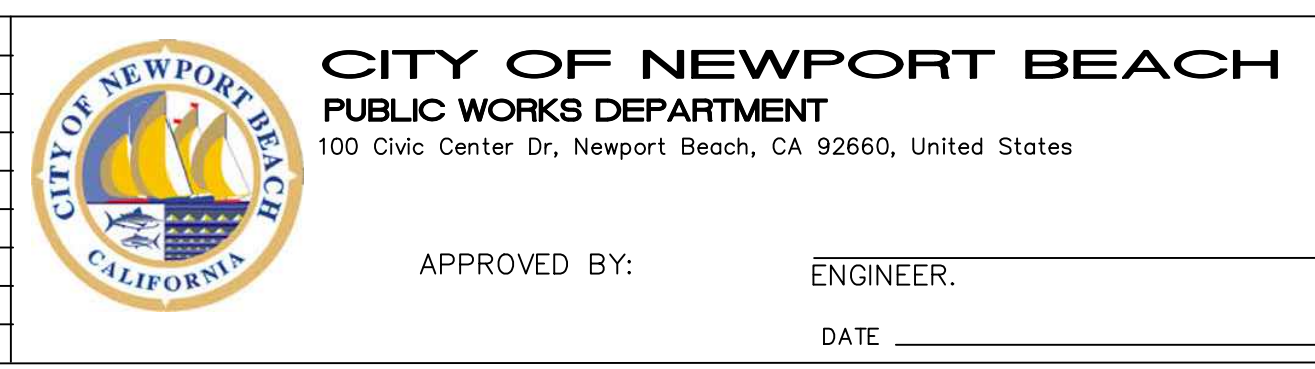 CITY OF NEWPORT BEACH
CALIFORNIA
CITY OF NEWPORT BEACH
PUBLIC WORKS DEPARTMENT
100 Civic Center Dr, Newport Beach, CA 92660, United States
APPROVED BY:
ENGINEER.
DATE